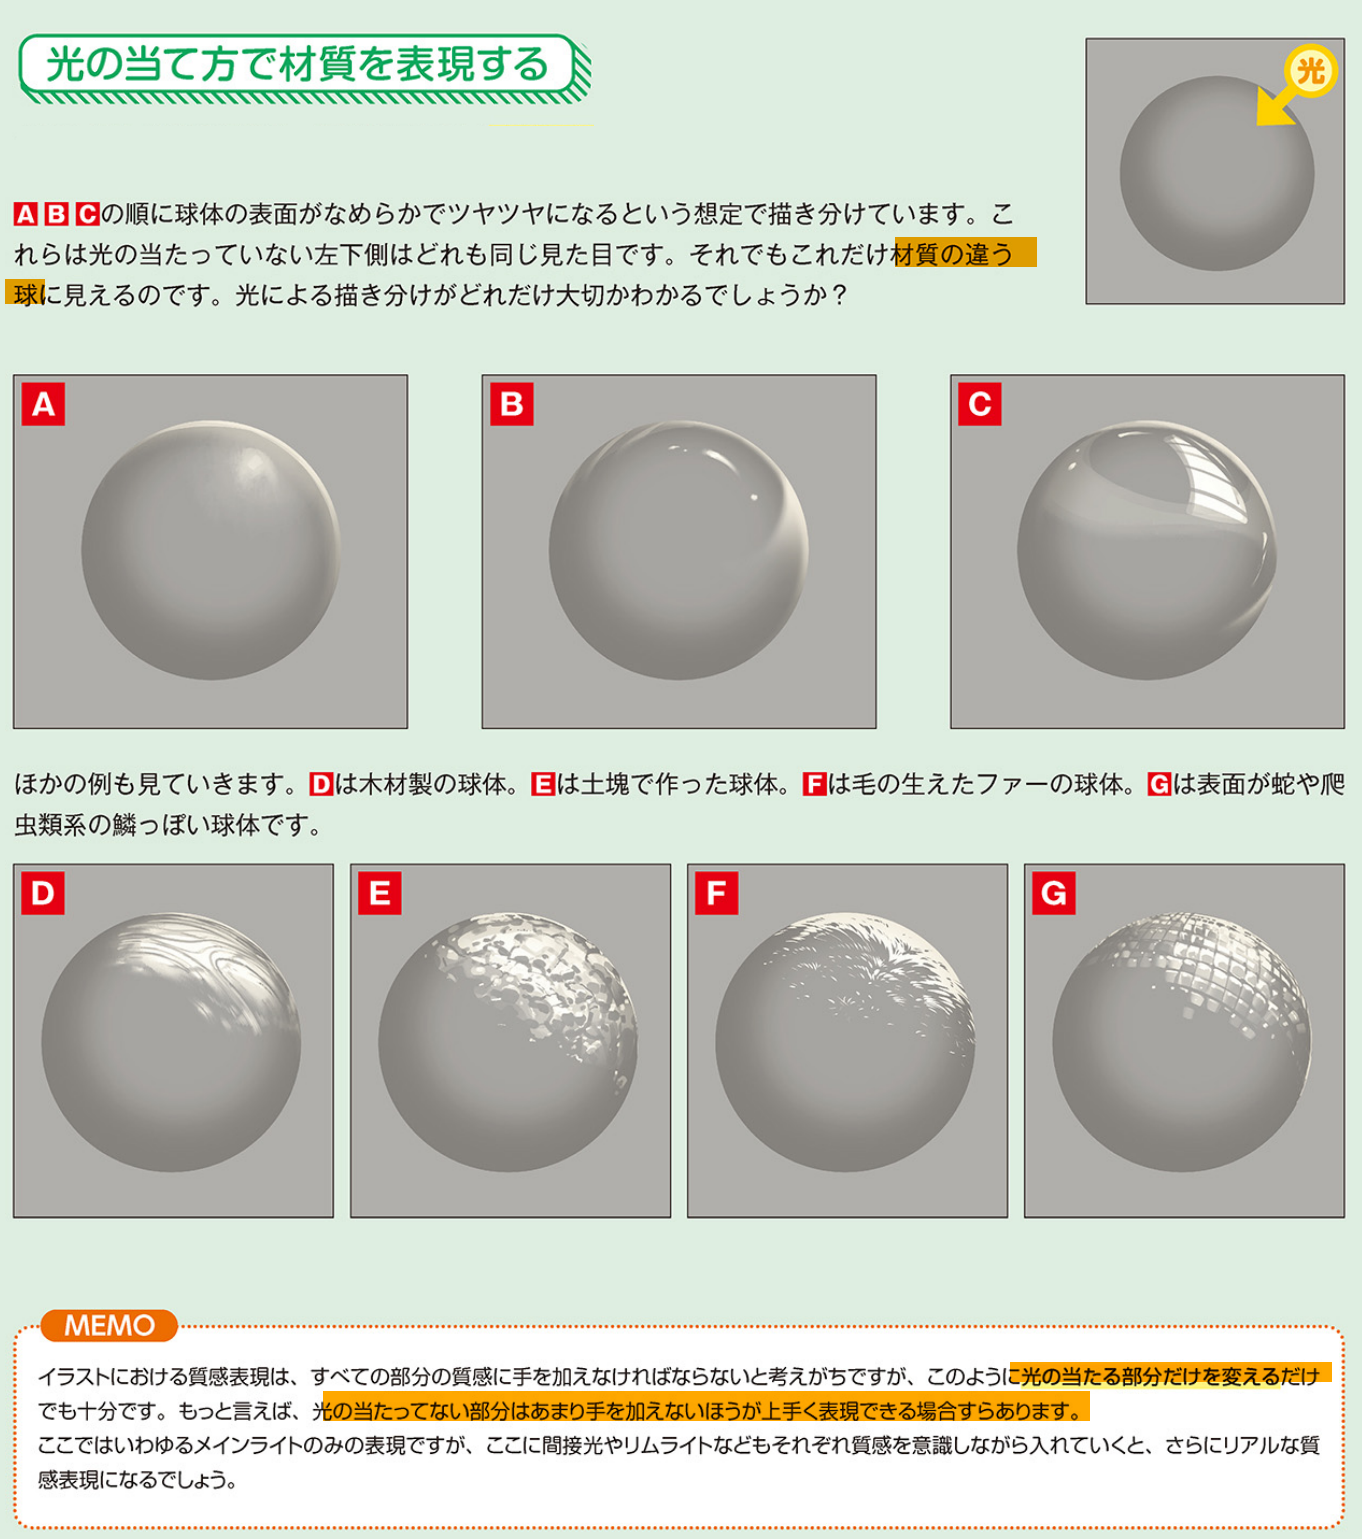 光の当て方で材質を表現する
光
A B Cの順に球体の表面がなめらかでツヤツヤになるという想定で描き分けています。こ
れらは光の当たっていない左下側はどれも同じ見た目です。それでもこれだけ材質の違う
球に見えるのです。光による描き分けがどれだけ大切かわかるでしょうか？
A
B
C
ほかの例も見ていきます。Dは木材製の球体。Eは土塊で作った球体。Fは毛の生えたファーの球体。Gは表面が蛇や爬
虫類系の鱗っぽい球体です。
D
E
F
G
MEMO
イラストにおける質感表現は、すべての部分の質感に手を加えなければならないと考えがちですが、このように光の当たる部分だけを変えるだけ
でも十分です。もっと言えば、光の当たってない部分はあまり手を加えないほうが上手く表現できる場合すらあります。
ここではいわゆるメインライトのみの表現ですが、ここに間接光やリムライトなどもそれぞれ質感を意識しながら入れていくと、さらにリアルな質
感表現になるでしょう。